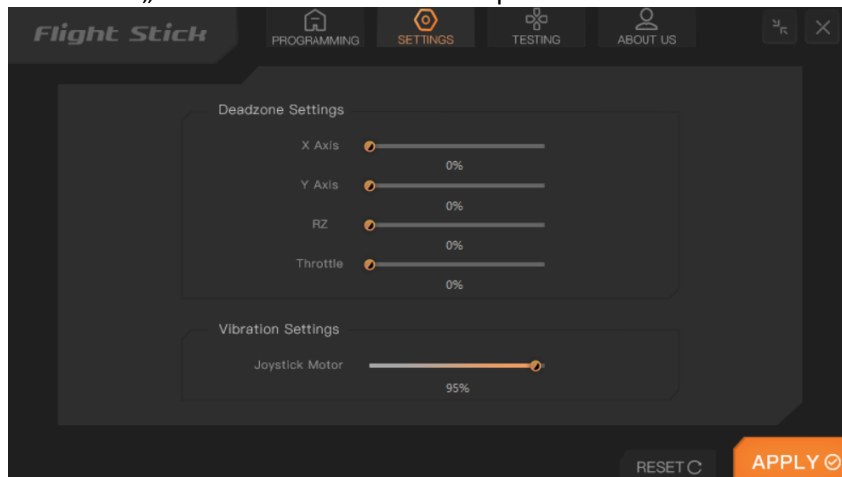 Flight Stick
PROGRAMMING
SETTINGS
TESTING
ABOUT US
Deadzone Settings
X Axis
0%
Y Axis
0%
RZ
0%
Throttle
0%
Vibration Settings
Joystick Motor
95%
RESET
APPLY